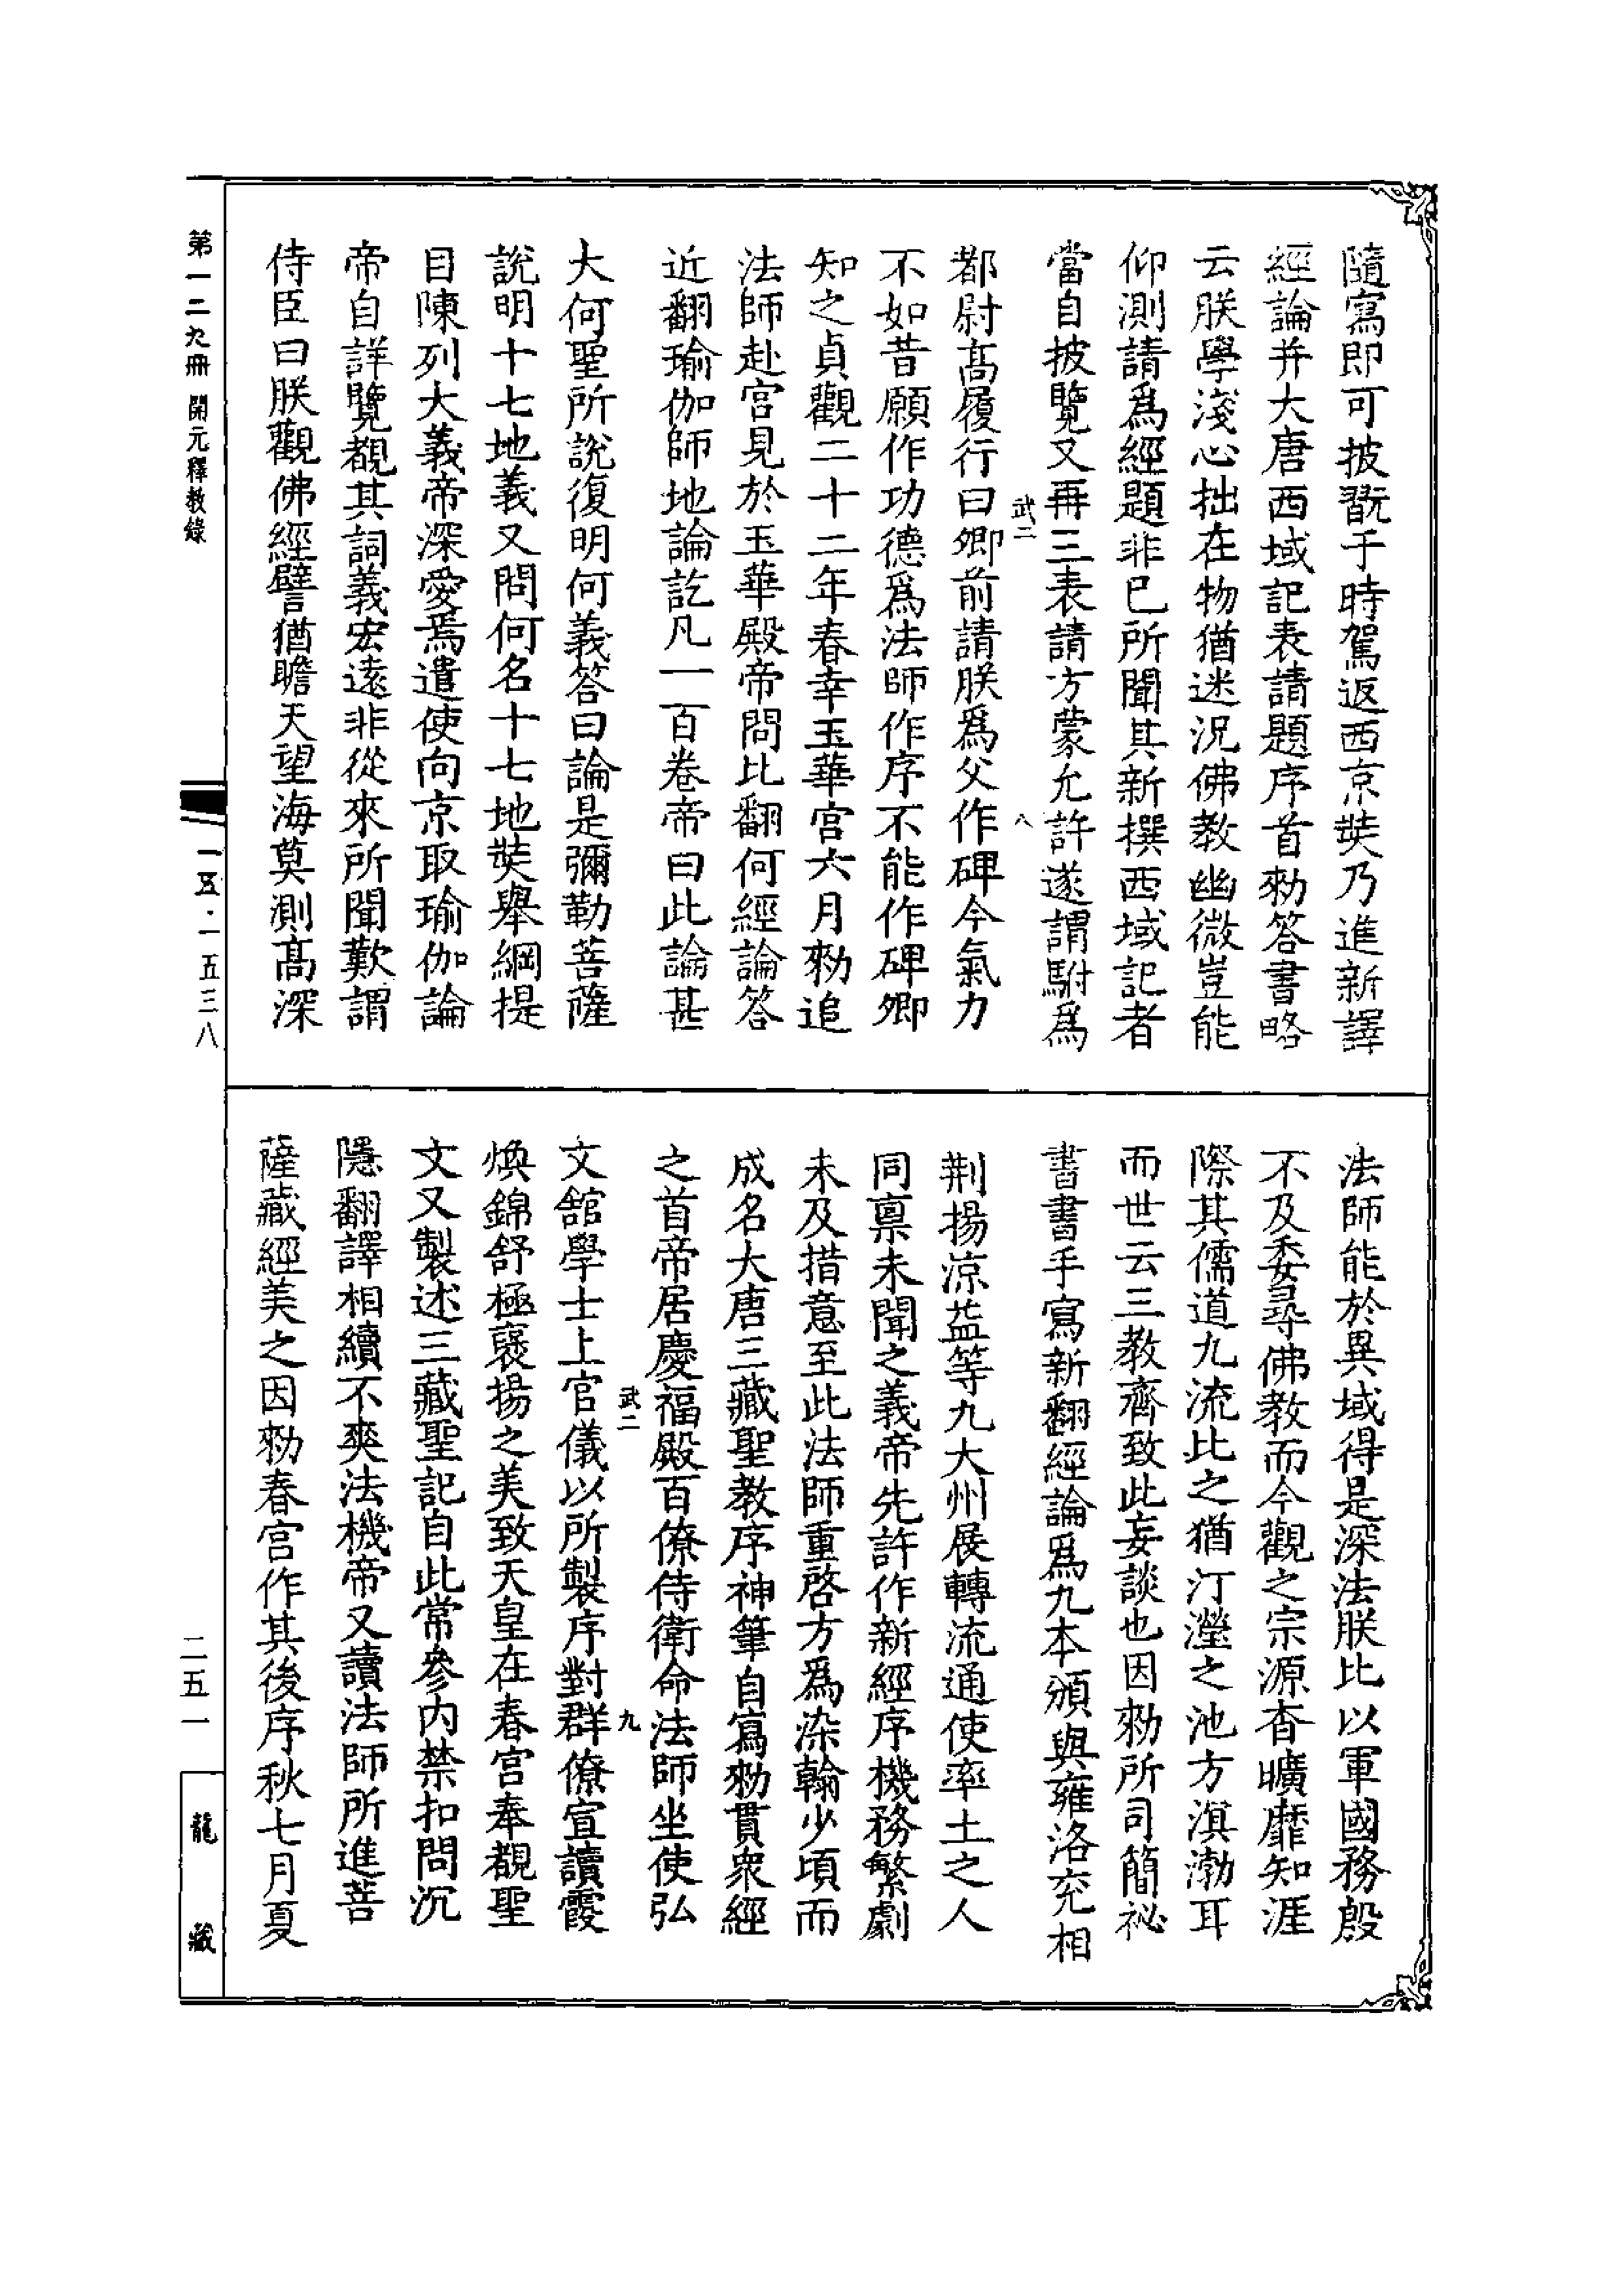 隨寫即可披翫于時駕返西京奘乃進新譯
經論并大唐西域記表請題序首勑答書略
云朕學淺心拙在物猶迷況佛教幽微豈能
仰測請爲經題非已所聞其新撰西域記者
當自披覽又再三表請方蒙允許遂謂駙爲
武二
八
都尉髙履行曰卿前請朕爲父作碑今氣力
不如昔願作功德爲法師作序不能作碑卿
知之貞觀二十二年春幸玉華宫六月勑追
法師赴宫見於玉華殿帝問比翻何經論答
近翻瑜伽師地論訖凡一百卷帝曰此論甚
大何聖所說復明何義答曰論是彌勒菩薩
說明十七地義又問何名十七地奘舉綱提
目陳列大義帝深愛焉遣使向京取瑜伽論
帝自詳覽覩其詞義宏遠非從來所聞歎謂
侍臣曰朕觀佛經譬猶瞻天望海莫測髙深
法師能於異域得是深法朕比以軍國務殷
不及委尋佛教而今觀之宗源杳曠靡知涯
際其儒道九流比之猶汀瀅之池方溟渤耳
而世云三教齊致此妄談也因勑所司簡祕
書書手寫新翻經論爲九本頒與雍洛兖相
荆揚涼益等九大州展轉流通使率土之人
同稟未聞之義帝先許作新經序機務繁劇
未及措意至此法師重啓方爲染翰少頃而
成名大唐三藏聖教序神筆自寫勑貫衆經
之首帝居慶福殿百僚侍衛命法師坐使弘
武二
九
文館學士上官儀以所製序對群僚宣讀霞
煥錦舒極襃揚之美致天皇在春宫奉覩聖
文又製述三藏聖記自此常參内禁扣問沉
隱翻譯相續不爽法機帝又讀法師所進菩
薩藏經美之因勑春宫作其後序秋七月夏
第一二九冊 開元釋教錄
一五·一五三八
二五一
龍藏